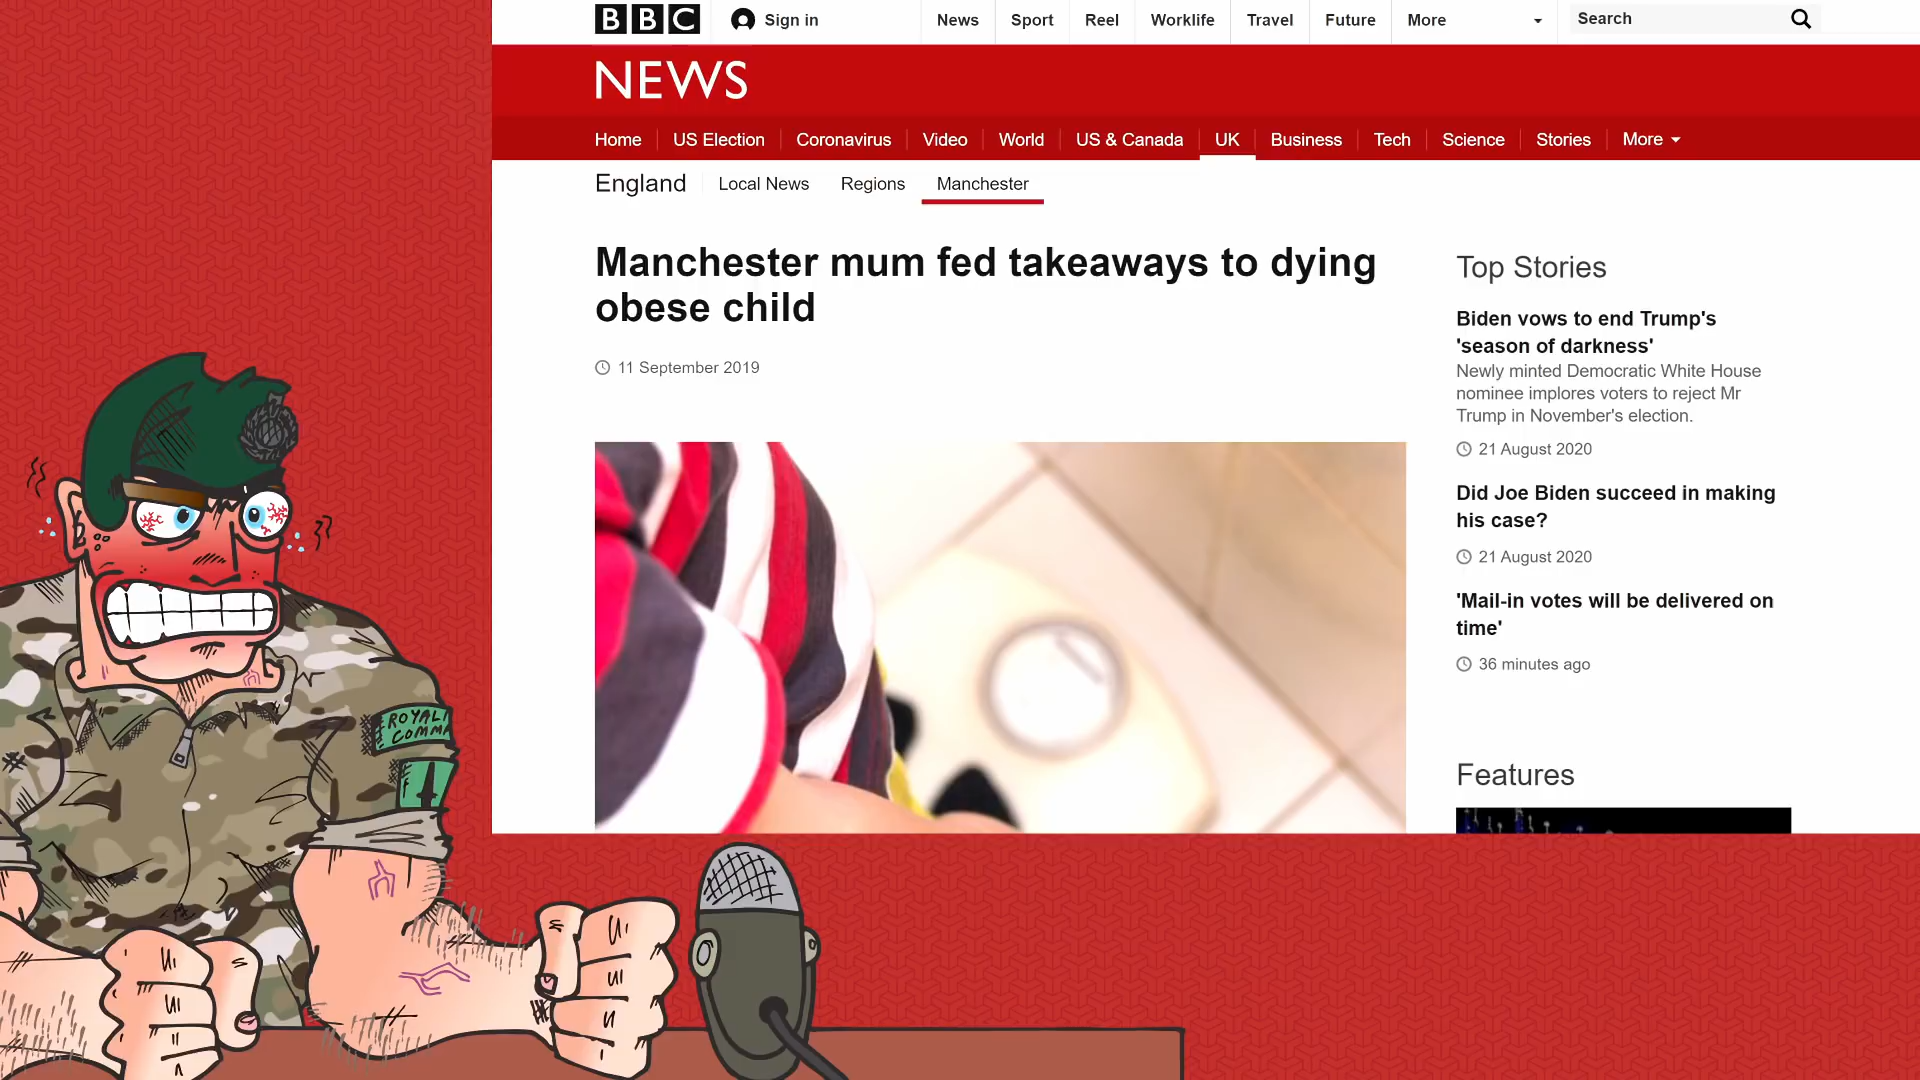 BBC
Sign in
News
Sport
Reel
Worklife
Travel
Future
More
Search
NEWS
Home
US Election
Coronavirus
Video
World
US & Canada
UK
Business
Tech
Science
Stories
More
England
Local News
Regions
Manchester
Manchester mum fed takeaways to dying
obese child
11 September 2019
Top Stories
Biden vows to end Trump's
'season of darkness'
Newly minted Democratic White House
nominee implores voters to reject Mr
Trump in November's election.
21 August 2020
Did Joe Biden succeed in making
his case?
21 August 2020
'Mail-in votes will be delivered on
time'
36 minutes ago
Features
ROYAL
COMM